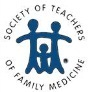 SOCIETY OF TEACHERS
OF FAMILY MEDICINE
®